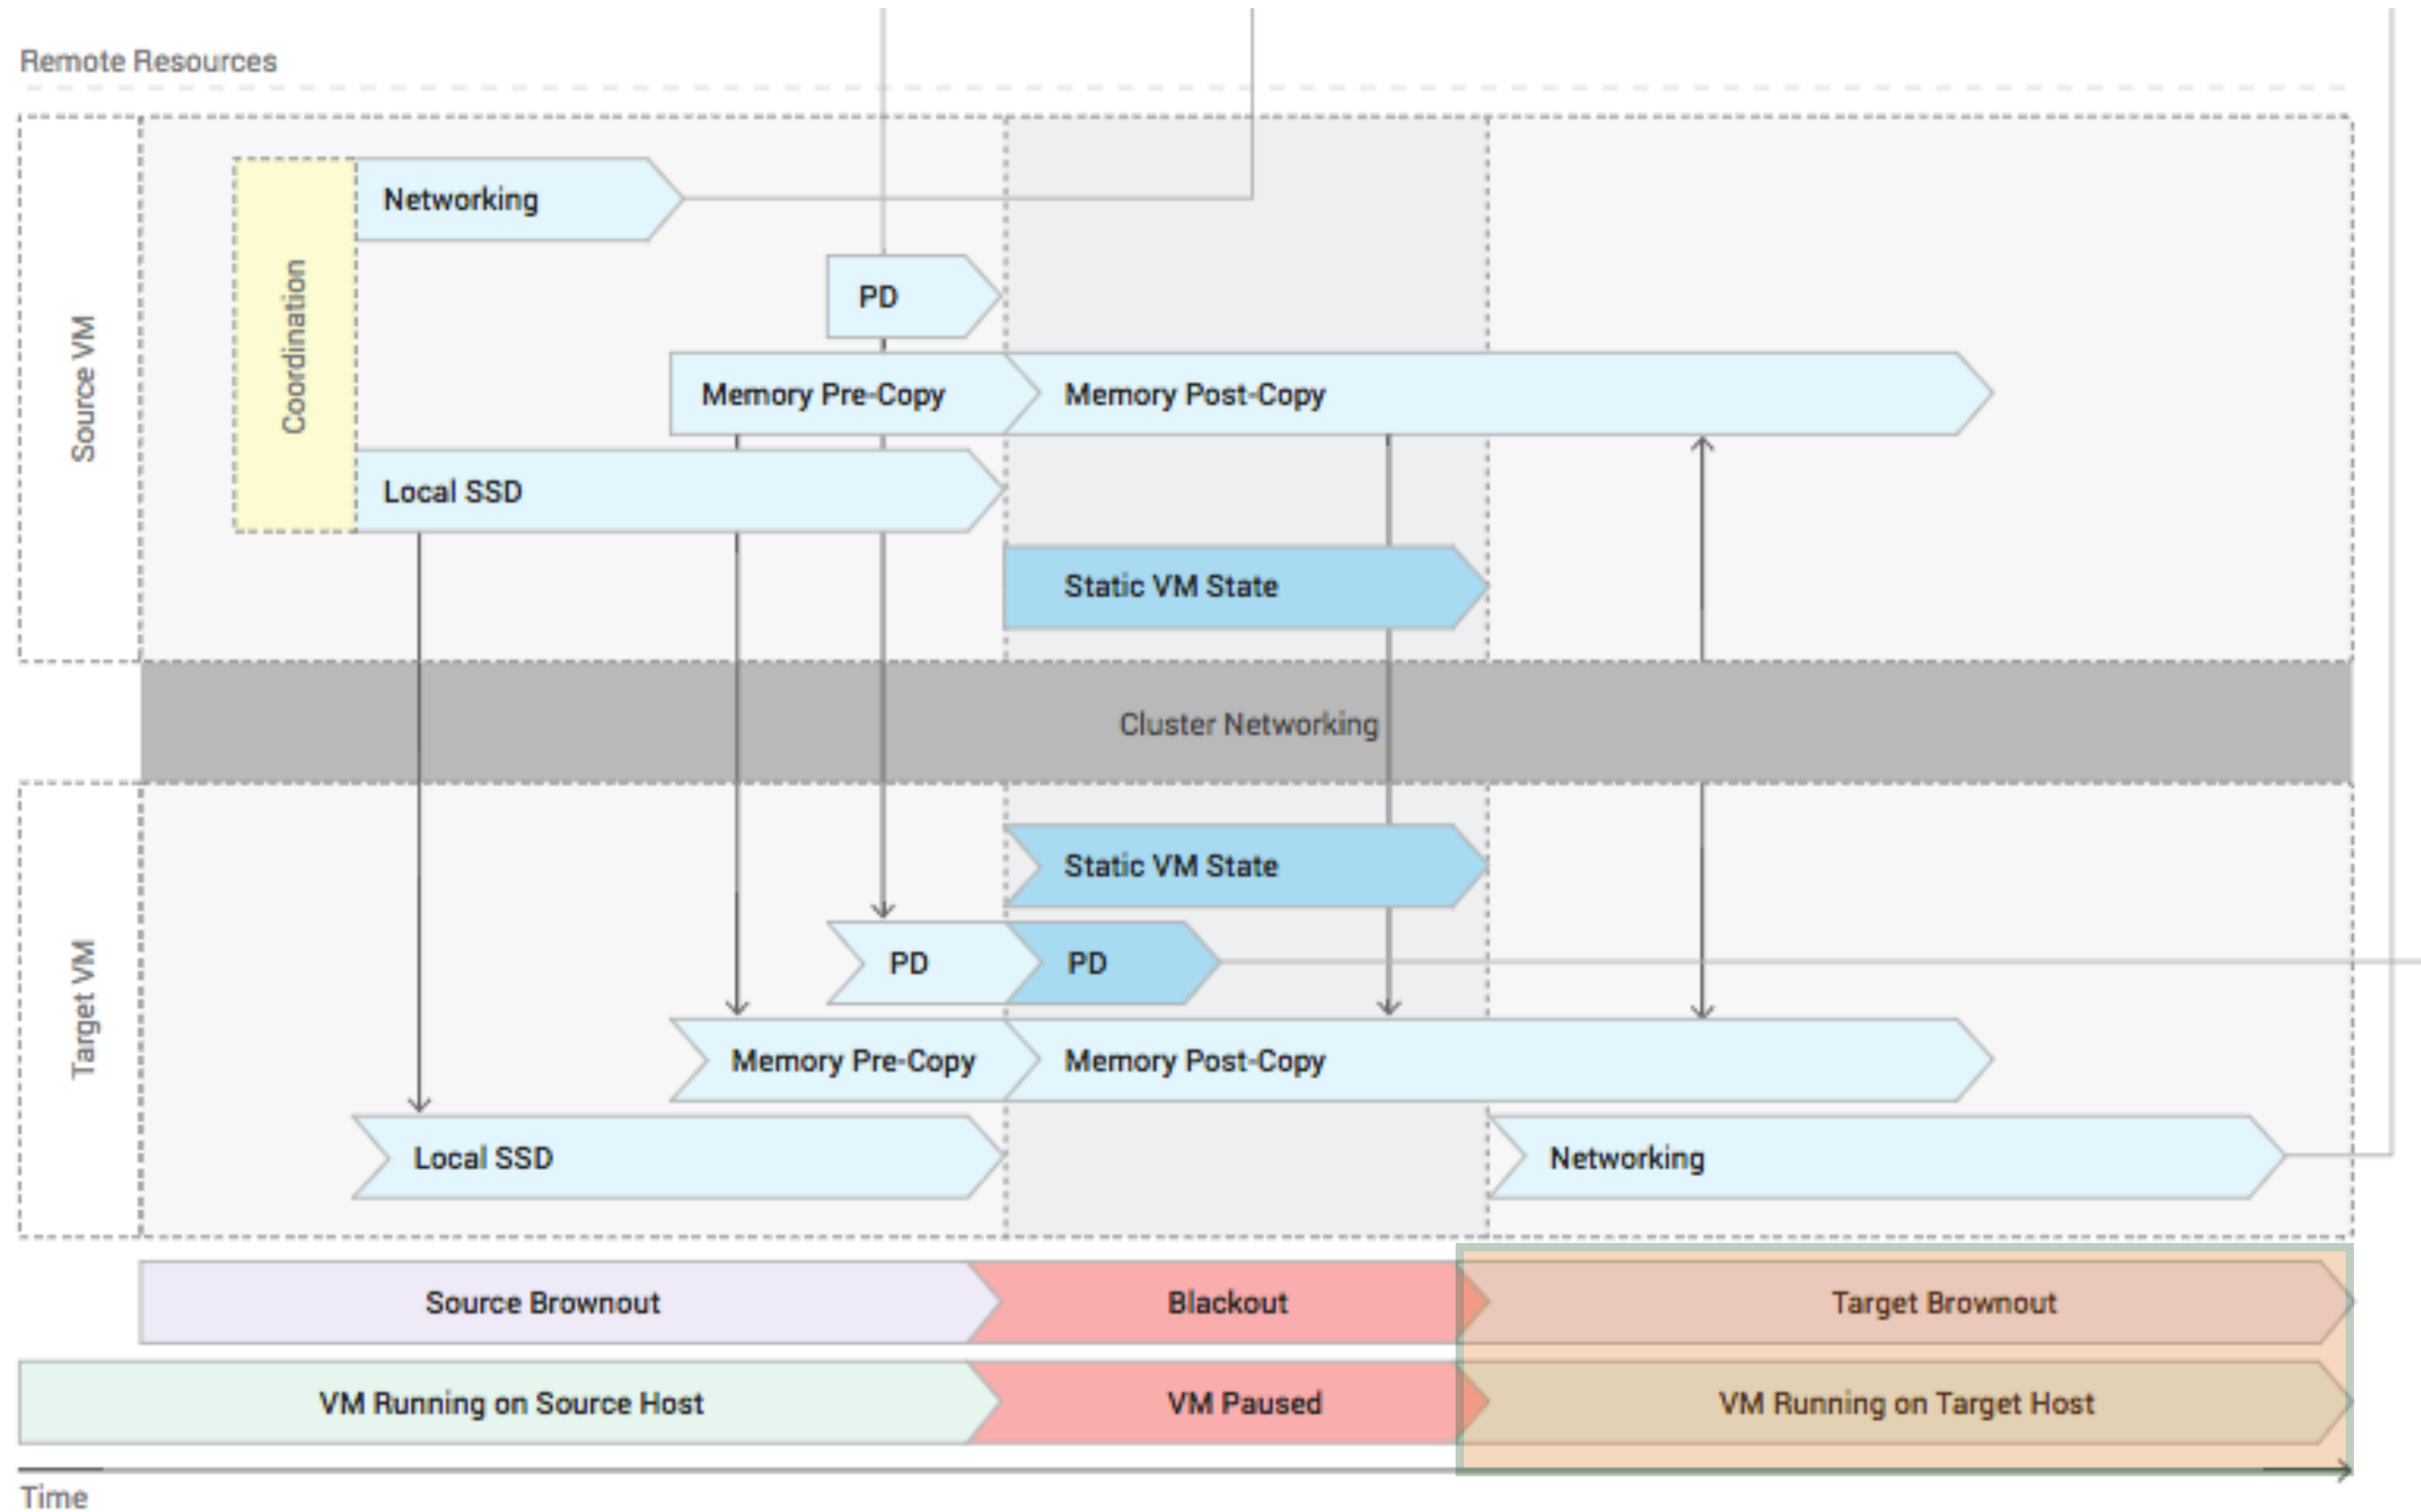 Remote Resources
Source VM
Coordination
Networking
PD
Memory Pre-Copy
Memory Post-Copy
Local SSD
Static VM State
Cluster Networking
Target VM
Static VM State
PD
PD
Memory Pre-Copy
Memory Post-Copy
Local SSD
Networking
Source Brownout
Blackout
Target Brownout
VM Running on Source Host
VM Paused
VM Running on Target Host
Time